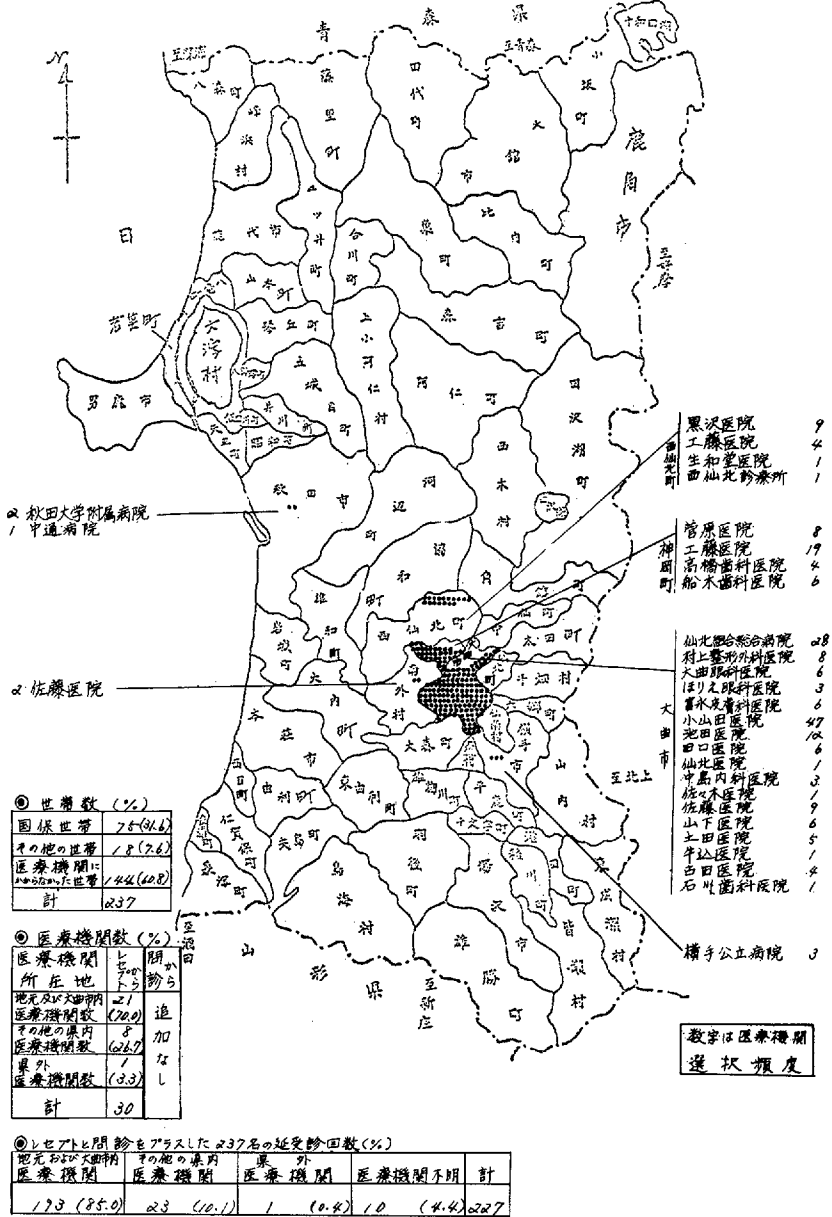 青森県
十和田湖
至青森
小坂町
八森町
峰浜村
藤里町
田代町
大館市
鹿角市
N
日
能代市
二ツ井町
合川町
鷹巣町
比内町
山本町
琴丘町
若美町
大潟村
上小阿仁村
森吉町
男鹿市
五城目町
井川町
昭和町
天王町
阿仁町
田沢湖町
西木村
秋田市
河辺町
2 秋田大学附属病院
1 中通病院
西仙北町
黒沢医院 9
工藤医院 4
生和堂医院 1
西仙北診療所 1
神岡町
菅原医院 8
工藤医院 19
高橋歯科医院 4
船木歯科医院 6
協和町
角館町
雄和町
西仙北町
中仙町
太田町
岩城町
大内町
南外村
千畑村
2 佐藤医院
大曲市
仙北組合総合病院 28
村上整形外科医院 8
大曲眼科医院 6
ほりえ眼科医院 3
富永皮膚科医院 6
小山田医院 47
池田医院 12
田口医院 6
仙北医院 1
中島内科医院 3
佐々木医院 1
佐藤医院 9
山下医院 6
土田医院 5
牛込医院 1
吉田医院 4
石川歯科医院 1
本荘市
大森町
山内村
至北上
西目町
由利町
東由利町
仁賀保町
矢島町
鳥海村
羽後町
十文字町
湯沢市
東成瀬村
皆瀬村
雄勝町
横手公立病院 3
山形県
至新庄
◎ 世帯数 (%)
国保世帯 75(31.6)
その他の世帯 18(7.6)
医療機関に
かからなかった世帯 144(60.8)
計 237
◎ 医療機関数 (%)
医療機関所在地 レセプトから 問診から
地元及び大曲市内
医療機関数 21 (70.0)
その他の県内
医療機関数 8 (26.7)
県外
医療機関数 1 (3.3)
追加なし
計 30
数字は医療機関
選択頻度
◎ レセプトと問診をプラスした237名の延受診回数(%)
地元および大曲市内医療機関 その他の県内医療機関 県外医療機関 医療機関不明 計
193 (85.0) 23 (10.1) 1 (0.4) 10 (4.4) 227